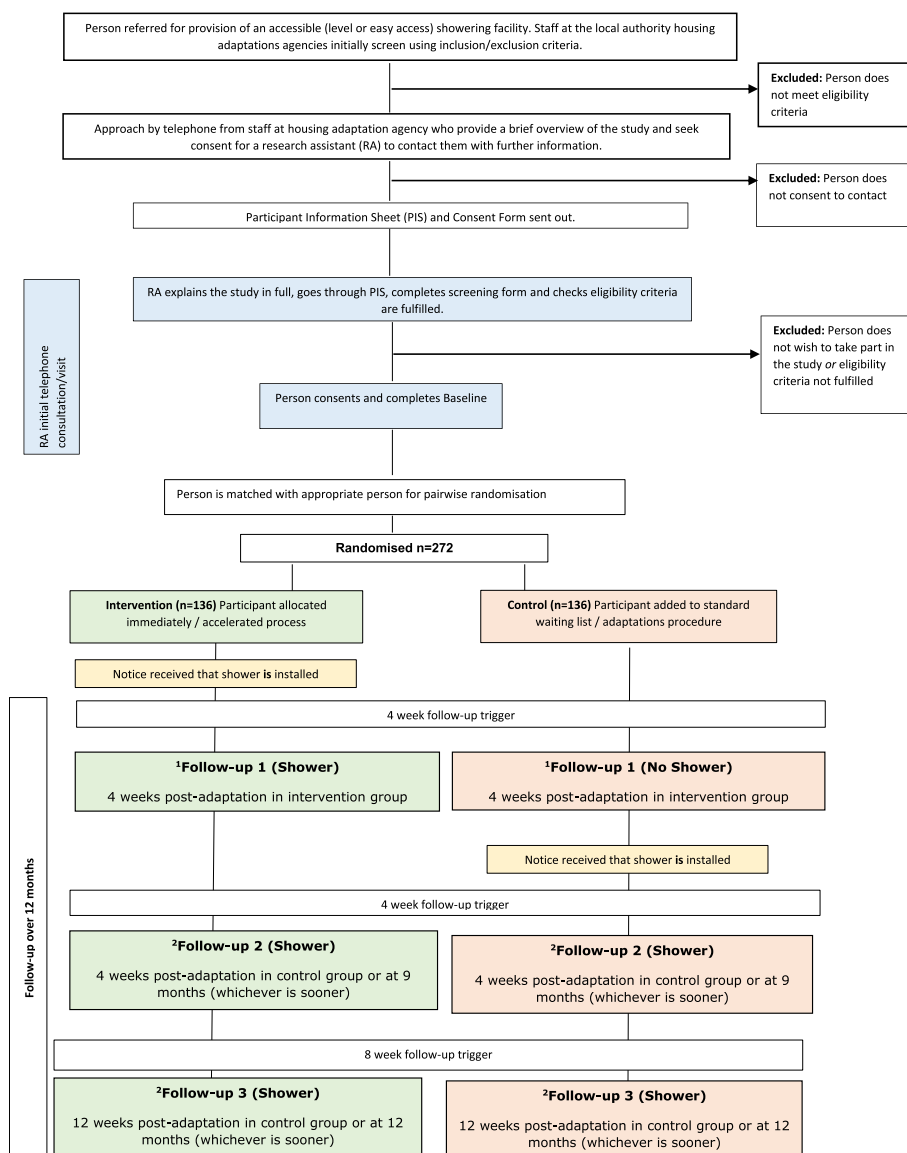 Person referred for provision of an accessible (level or easy access) showering facility. Staff at the local authority housing
adaptations agencies initially screen using inclusion/exclusion criteria.
Excluded: Person does
not meet eligibility
criteria
Approach by telephone from staff at housing adaptation agency who provide a brief overview of the study and seek
consent for a research assistant (RA) to contact them with further information.
Excluded: Person does
not consent to contact
Participant Information Sheet (PIS) and Consent Form sent out.
RA initial telephone
consultation/visit
RA explains the study in full, goes through PIS, completes screening form and checks eligibility criteria
are fulfilled.
Excluded: Person does
not wish to take part in
the study or eligibility
criteria not fulfilled
Person consents and completes Baseline
Person is matched with appropriate person for pairwise randomisation
Randomised n=272
Intervention (n=136) Participant allocated
immediately / accelerated process
Control (n=136) Participant added to standard
waiting list / adaptations procedure
Notice received that shower is installed
Follow-up over 12 months
4 week follow-up trigger
¹Follow-up 1 (Shower)
4 weeks post-adaptation in intervention group
¹Follow-up 1 (No Shower)
4 weeks post-adaptation in intervention group
Notice received that shower is installed
4 week follow-up trigger
²Follow-up 2 (Shower)
4 weeks post-adaptation in control group or at 9
months (whichever is sooner)
²Follow-up 2 (Shower)
4 weeks post-adaptation in control group or at 9
months (whichever is sooner)
8 week follow-up trigger
²Follow-up 3 (Shower)
12 weeks post-adaptation in control group or at 12
months (whichever is sooner)
²Follow-up 3 (Shower)
12 weeks post-adaptation in control group or at 12
months (whichever is sooner)